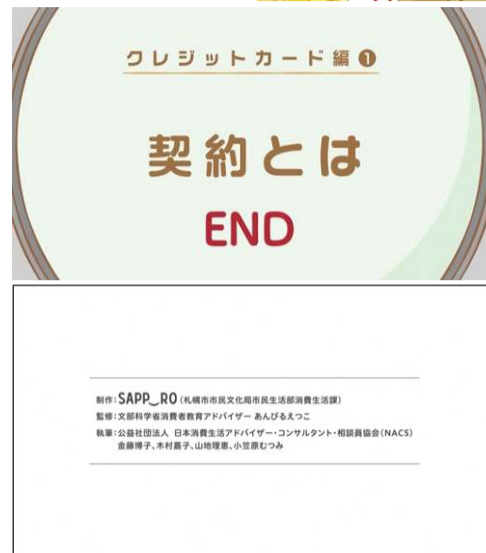 クレジットカード編❶
契約とは
END
制作:SAPP_RO(札幌市市民文化局市民生活部消費生活課)
監修:文部科学省消費者教育アドバイザー あんびるえつこ
執筆:公益社団法人 日本消費生活アドバイザー・コンサルタント・相談員協会(NACS)
金藤博子、木村嘉子、山地理恵、小笠原むつみ